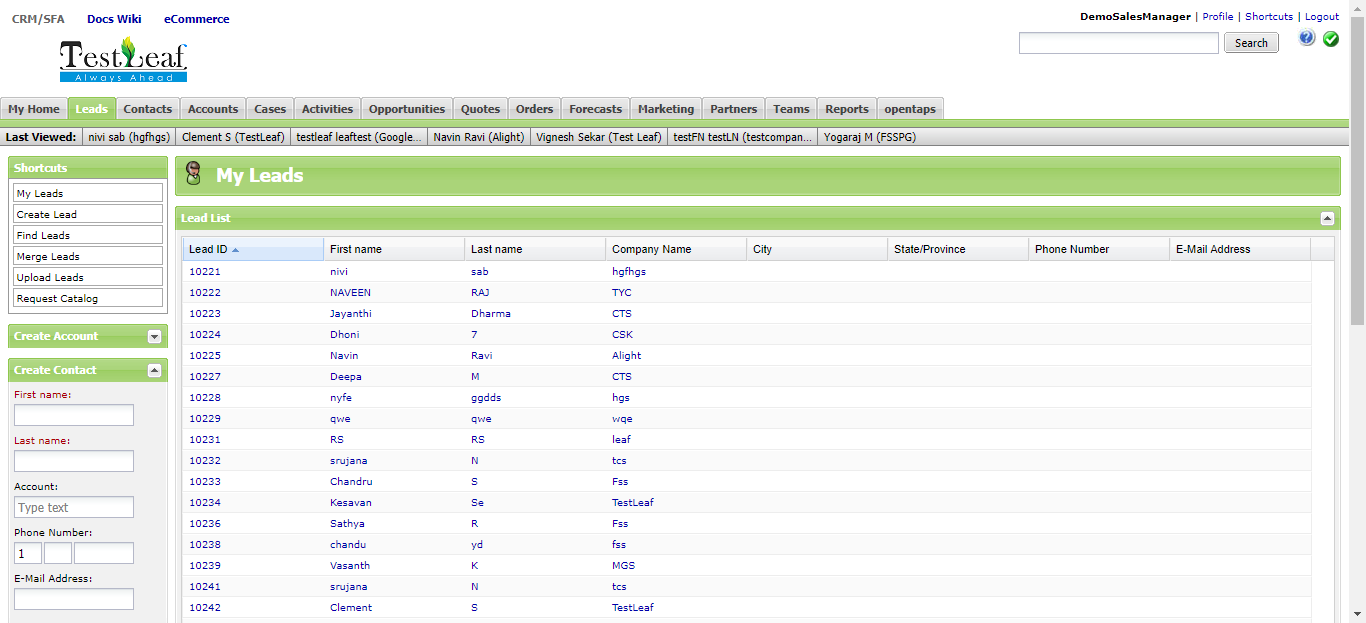 CRM/SFA Docs Wiki eCommerce
DemoSalesManager | Profile | Shortcuts | Logout
TestLeaf
Always Ahead
Search
My Home Leads Contacts Accounts Cases Activities Opportunities Quotes Orders Forecasts Marketing Partners Teams Reports opentaps
Last Viewed: nivi sab (hgfhgs) Clement S (TestLeaf) testleaf leaftest (Google... Navin Ravi (Alight) Vignesh Sekar (Test Leaf) testFN testLN (testcompan... Yogaraj M (FSSPG)
Shortcuts
My Leads
Create Lead
Find Leads
Merge Leads
Upload Leads
Request Catalog
Create Account
Create Contact
First name:
Last name:
Account:
Type text
Phone Number:
1
E-Mail Address:
My Leads
Lead List
Lead ID First name Last name Company Name City State/Province Phone Number E-Mail Address
10221 nivi sab hgfhgs
10222 NAVEEN RAJ TYC
10223 Jayanthi Dharma CTS
10224 Dhoni 7 CSK
10225 Navin Ravi Alight
10227 Deepa M CTS
10228 nyfe ggdds hgs
10229 qwe qwe wqe
10231 RS RS leaf
10232 srujana N tcs
10233 Chandru S Fss
10234 Kesavan Se TestLeaf
10236 Sathya R Fss
10238 chandu yd fss
10239 Vasanth K MGS
10241 srujana N tcs
10242 Clement S TestLeaf